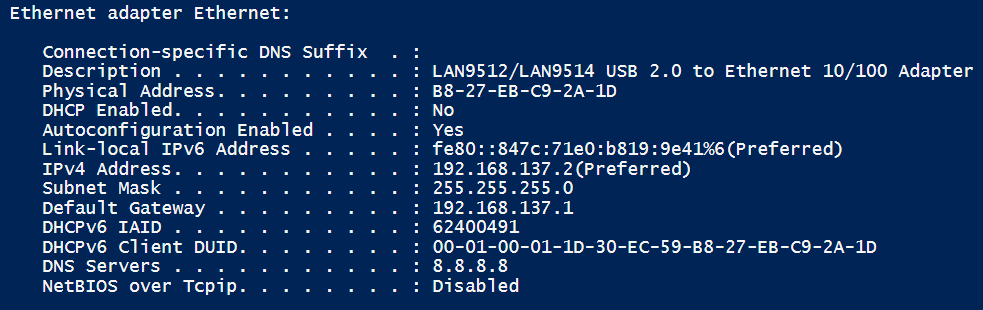 Ethernet adapter Ethernet:
Connection-specific DNS Suffix  . :
Description . . . . . . . . . . . : LAN9512/LAN9514 USB 2.0 to Ethernet 10/100 Adapter
Physical Address. . . . . . . . . : B8-27-EB-C9-2A-1D
DHCP Enabled. . . . . . . . . . . : No
Autoconfiguration Enabled . . . . : Yes
Link-local IPv6 Address . . . . . : fe80::847c:71e0:b819:9e41%6(Preferred)
IPv4 Address. . . . . . . . . . . : 192.168.137.2(Preferred)
Subnet Mask . . . . . . . . . . . : 255.255.255.0
Default Gateway . . . . . . . . . : 192.168.137.1
DHCPv6 IAID . . . . . . . . . . . : 62400491
DHCPv6 Client DUID. . . . . . . . : 00-01-00-01-1D-30-EC-59-B8-27-EB-C9-2A-1D
DNS Servers . . . . . . . . . . . : 8.8.8.8
NetBIOS over Tcpip. . . . . . . . : Disabled